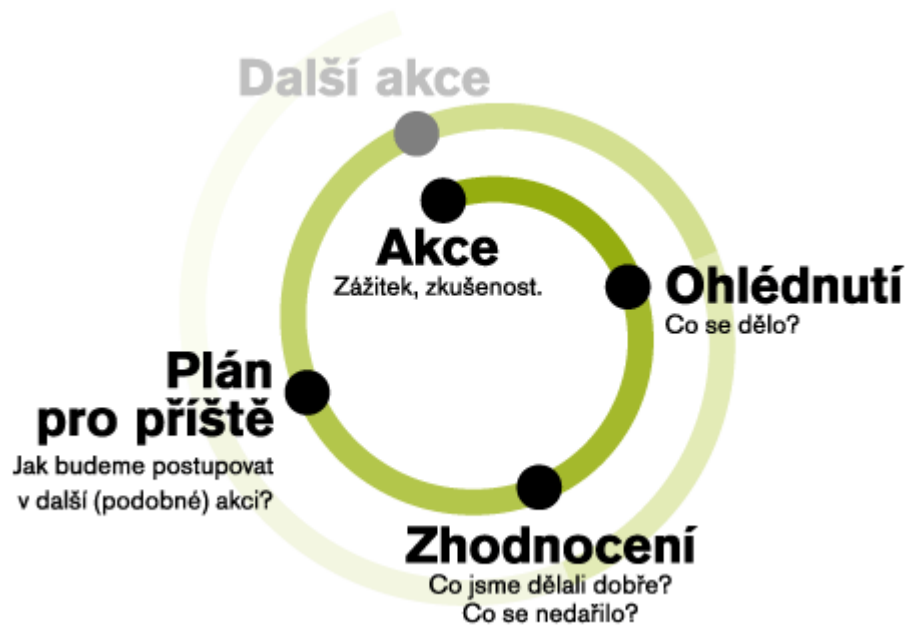 Další akce
Akce
Zážitek, zkušenost.
Ohlédnutí
Co se dělo?
Zhodnocení
Co jsme dělali dobře?
Co se nedařilo?
Plán
pro příště
Jak budeme postupovat
v další (podobné) akci?